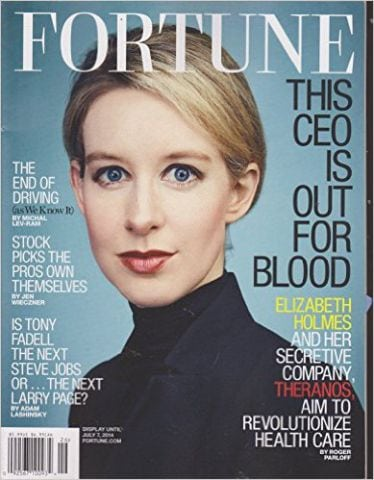 FORTUNE
THIS
CEO
IS
OUT
FOR
BLOOD
ELIZABETH
HOLMES
AND HER
SECRETIVE
COMPANY,
THERANOS,
AIM TO
REVOLUTIONIZE
HEALTH CARE
BY ROGER
PARLOFF
THE
END OF
DRIVING
(as We Know It)
BY MICHAL
LEV-RAM
STOCK
PICKS THE
PROS OWN
THEMSELVES
BY JEN
WIECZNER
IS TONY
FADELL
THE NEXT
STEVE JOBS
OR ... THE NEXT
LARRY PAGE?
BY ADAM
LASHINSKY
DISPLAY UNTIL
JULY 7, 2014
FORTUNE.COM